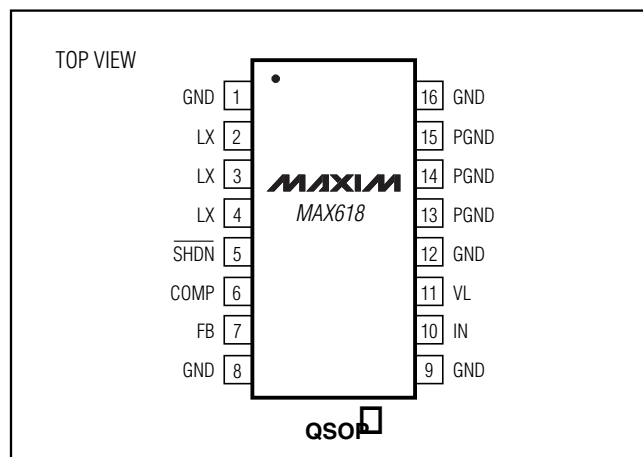 TOP VIEW
GND 1 16 GND
LX 2 15 PGND
LX 3 14 PGND
LX 4 13 PGND
MAXIM
MAX618
SHDN 5 12 GND
COMP 6 11 VL
FB 7 10 IN
GND 8 9 GND
QSOP